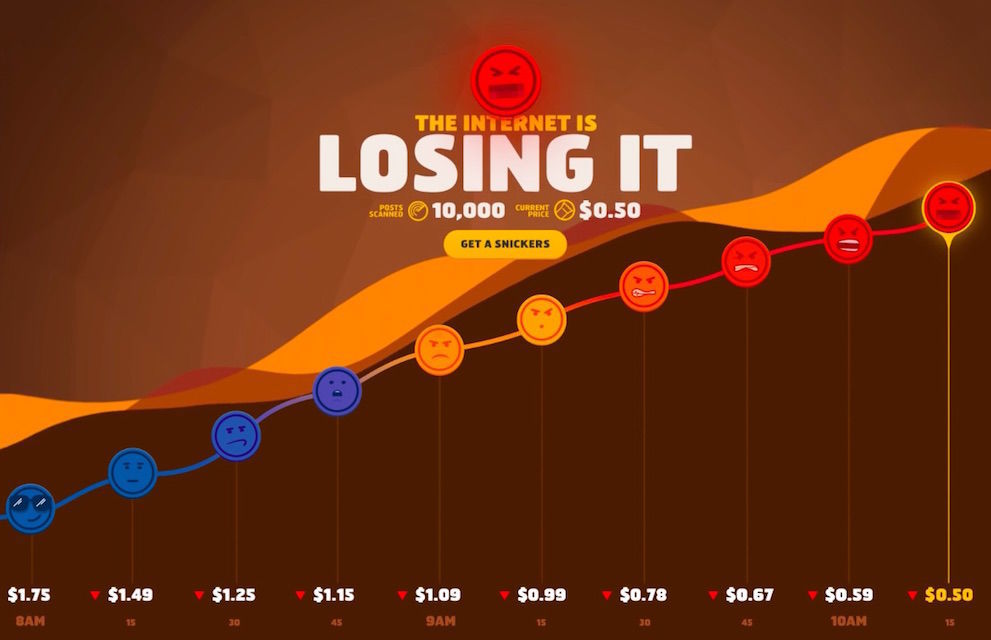 THE INTERNET IS
LOSING IT
POSTS SCANNED 10,000 CURRENT PRICE $0.50
GET A SNICKERS
$1.75 $1.49 $1.25 $1.15 $1.09 $0.99 $0.78 $0.67 $0.59 $0.50
8AM 15 30 45 9AM 15 30 45 10AM 15